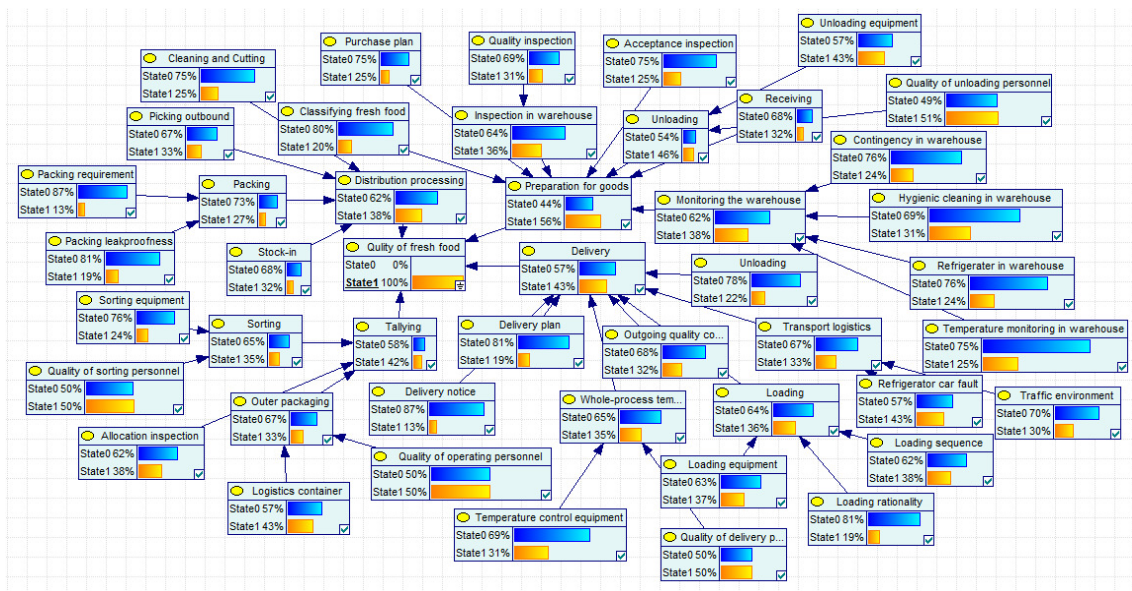 Unloading equipment
State0 57%
State1 43%
Purchase plan
State0 75%
State1 25%
Quality inspection
State0 69%
State1 31%
Acceptance inspection
State0 75%
State1 25%
Cleaning and Cutting
State0 75%
State1 25%
Quality of unloading personnel
State0 49%
State1 51%
Receiving
State0 68%
State1 32%
Classifying fresh food
State0 80%
State1 20%
Picking outbound
State0 67%
State1 33%
Inspection in warehouse
State0 64%
State1 36%
Unloading
State0 54%
State1 46%
Contingency in warehouse
State0 76%
State1 24%
Packing requirement
State0 87%
State1 13%
Packing
State0 73%
State1 27%
Distribution processing
State0 62%
State1 38%
Preparation for goods
State0 44%
State1 56%
Monitoring the warehouse
State0 62%
State1 38%
Hygienic cleaning in warehouse
State0 69%
State1 31%
Packing leakproofness
State0 81%
State1 19%
Stock-in
State0 68%
State1 32%
Qulity of fresh food
State0 0%
State1 100%
Delivery
State0 57%
State1 43%
Unloading
State0 78%
State1 22%
Refrigerater in warehouse
State0 76%
State1 24%
Sorting equipment
State0 76%
State1 24%
Sorting
State0 65%
State1 35%
Tallying
State0 58%
State1 42%
Delivery plan
State0 81%
State1 19%
Outgoing quality co...
State0 68%
State1 32%
Transport logistics
State0 67%
State1 33%
Temperature monitoring in warehouse
State0 75%
State1 25%
Quality of sorting personnel
State0 50%
State1 50%
Outer packaging
State0 67%
State1 33%
Delivery notice
State0 87%
State1 13%
Whole-process tem...
State0 65%
State1 35%
Loading
State0 64%
State1 36%
Refrigerator car fault
State0 57%
State1 43%
Traffic environment
State0 70%
State1 30%
Allocation inspection
State0 62%
State1 38%
Quality of operating personnel
State0 50%
State1 50%
Loading sequence
State0 62%
State1 38%
Loading equipment
State0 63%
State1 37%
Logistics container
State0 57%
State1 43%
Loading rationality
State0 81%
State1 19%
Temperature control equipment
State0 69%
State1 31%
Quality of delivery p...
State0 50%
State1 50%